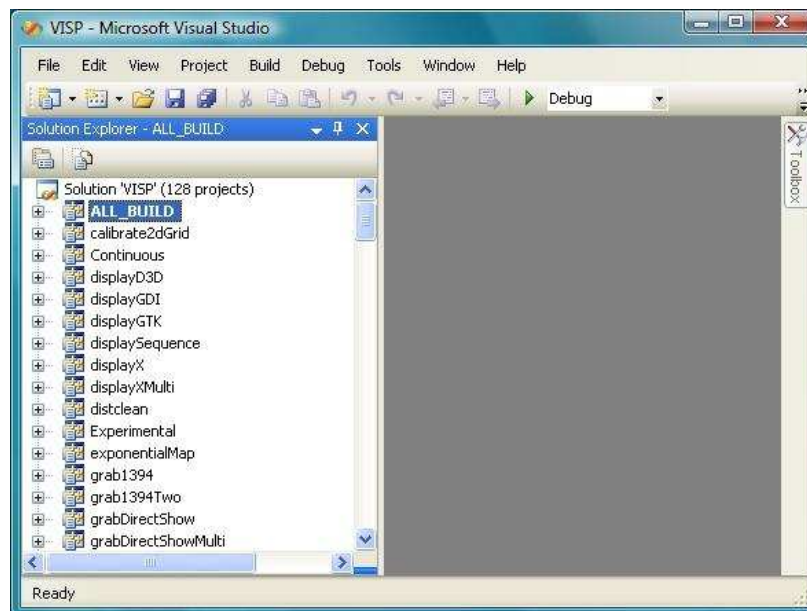 VISP - Microsoft Visual Studio
File Edit View Project Build Debug Tools Window Help
Debug
Solution Explorer - ALL_BUILD
Toolbox
Solution 'VISP' (128 projects)
ALL_BUILD
calibrate2dGrid
Continuous
displayD3D
displayGDI
displayGTK
displaySequence
displayX
displayXMulti
distclean
Experimental
exponentialMap
grab1394
grab1394Two
grabDirectShow
grabDirectShowMulti
Ready